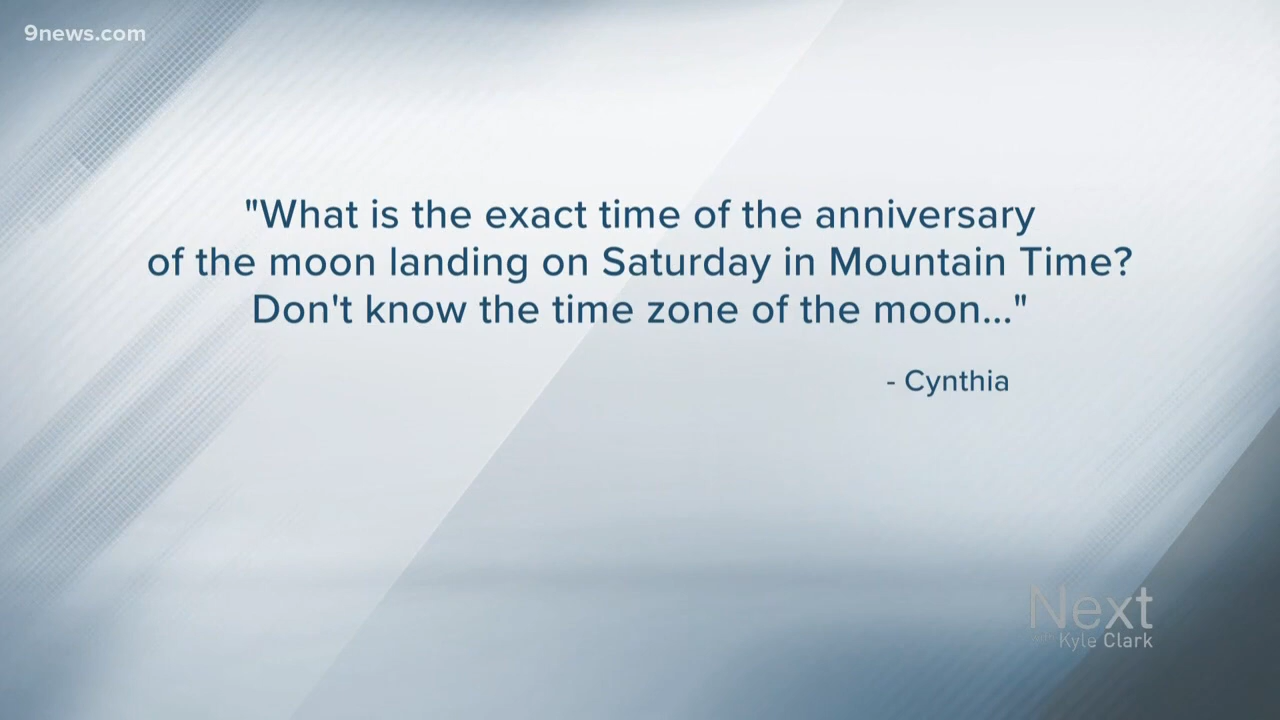 9news.com
"What is the exact time of the anniversary
of the moon landing on Saturday in Mountain Time?
Don't know the time zone of the moon..."
- Cynthia
Next
with Kyle Clark